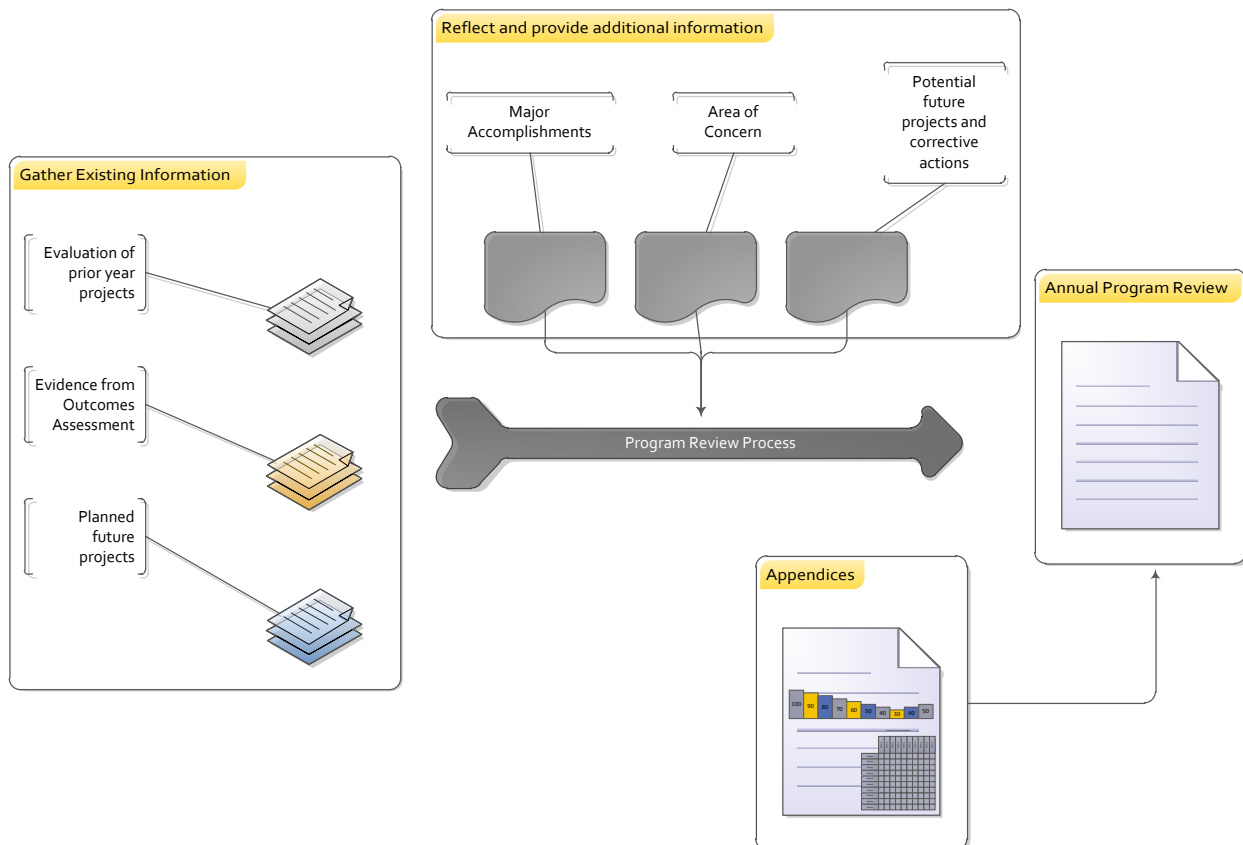 Reflect and provide additional information
Major
Accomplishments
Area of
Concern
Potential
future
projects and
corrective
actions
Gather Existing Information
Evaluation of
prior year
projects
Evidence from
Outcomes
Assessment
Planned
future
projects
Program Review Process
Annual Program Review
Appendices
100 90 80 70 60 50 40 30 40 50